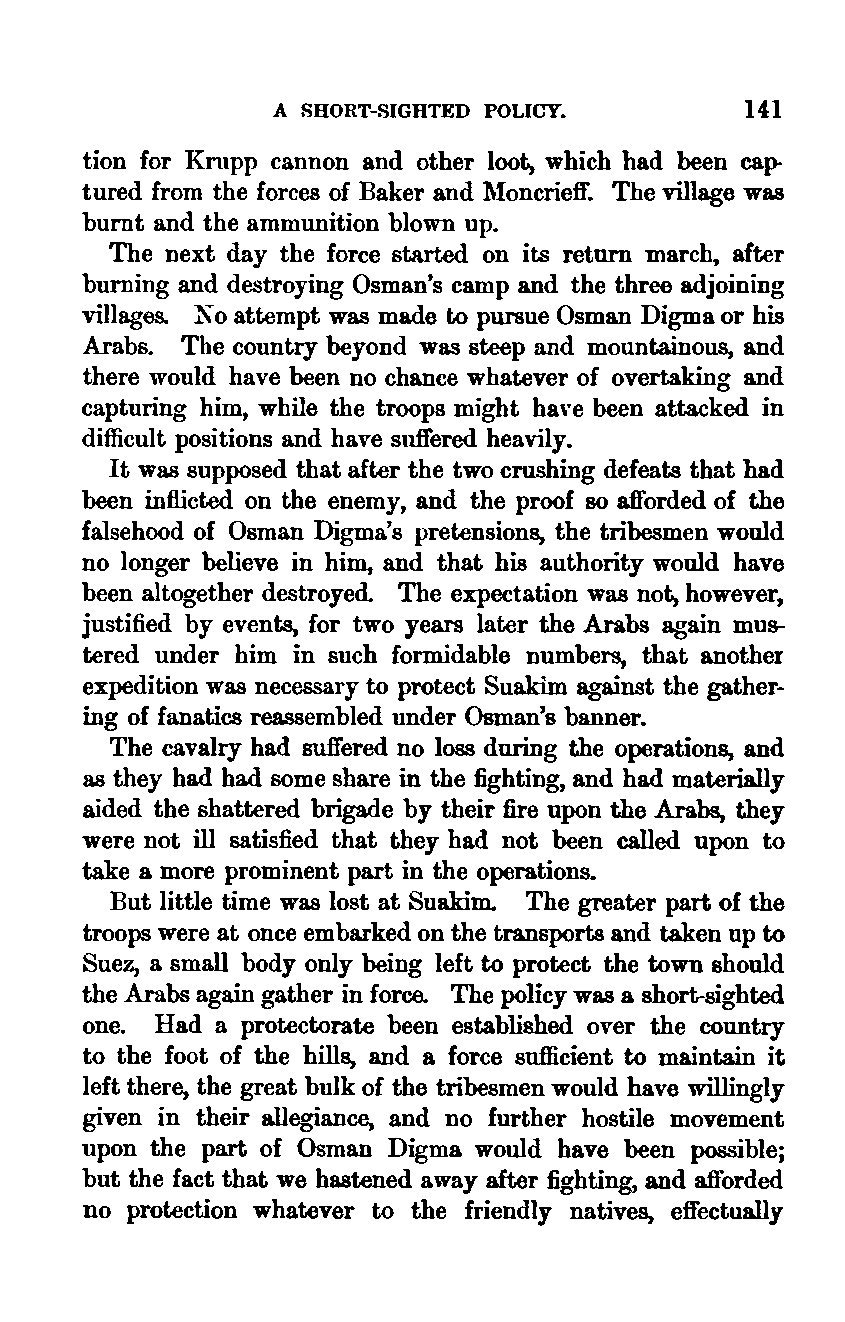 A SHORT-SIGHTED POLICY. 141
tion for Krupp cannon and other loot, which had been cap-
tured from the forces of Baker and Moncrieff. The village was
burnt and the ammunition blown up.
The next day the force started on its return march, after
burning and destroying Osman's camp and the three adjoining
villages. No attempt was made to pursue Osman Digma or his
Arabs. The country beyond was steep and mountainous, and
there would have been no chance whatever of overtaking and
capturing him, while the troops might have been attacked in
difficult positions and have suffered heavily.
It was supposed that after the two crushing defeats that had
been inflicted on the enemy, and the proof so afforded of the
falsehood of Osman Digma's pretensions, the tribesmen would
no longer believe in him, and that his authority would have
been altogether destroyed. The expectation was not, however,
justified by events, for two years later the Arabs again mus-
tered under him in such formidable numbers, that another
expedition was necessary to protect Suakim against the gather-
ing of fanatics reassembled under Osman's banner.
The cavalry had suffered no loss during the operations, and
as they had had some share in the fighting, and had materially
aided the shattered brigade by their fire upon the Arabs, they
were not ill satisfied that they had not been called upon to
take a more prominent part in the operations.
But little time was lost at Suakim. The greater part of the
troops were at once embarked on the transports and taken up to
Suez, a small body only being left to protect the town should
the Arabs again gather in force. The policy was a short-sighted
one. Had a protectorate been established over the country
to the foot of the hills, and a force sufficient to maintain it
left there, the great bulk of the tribesmen would have willingly
given in their allegiance, and no further hostile movement
upon the part of Osman Digma would have been possible;
but the fact that we hastened away after fighting, and afforded
no protection whatever to the friendly natives, effectually